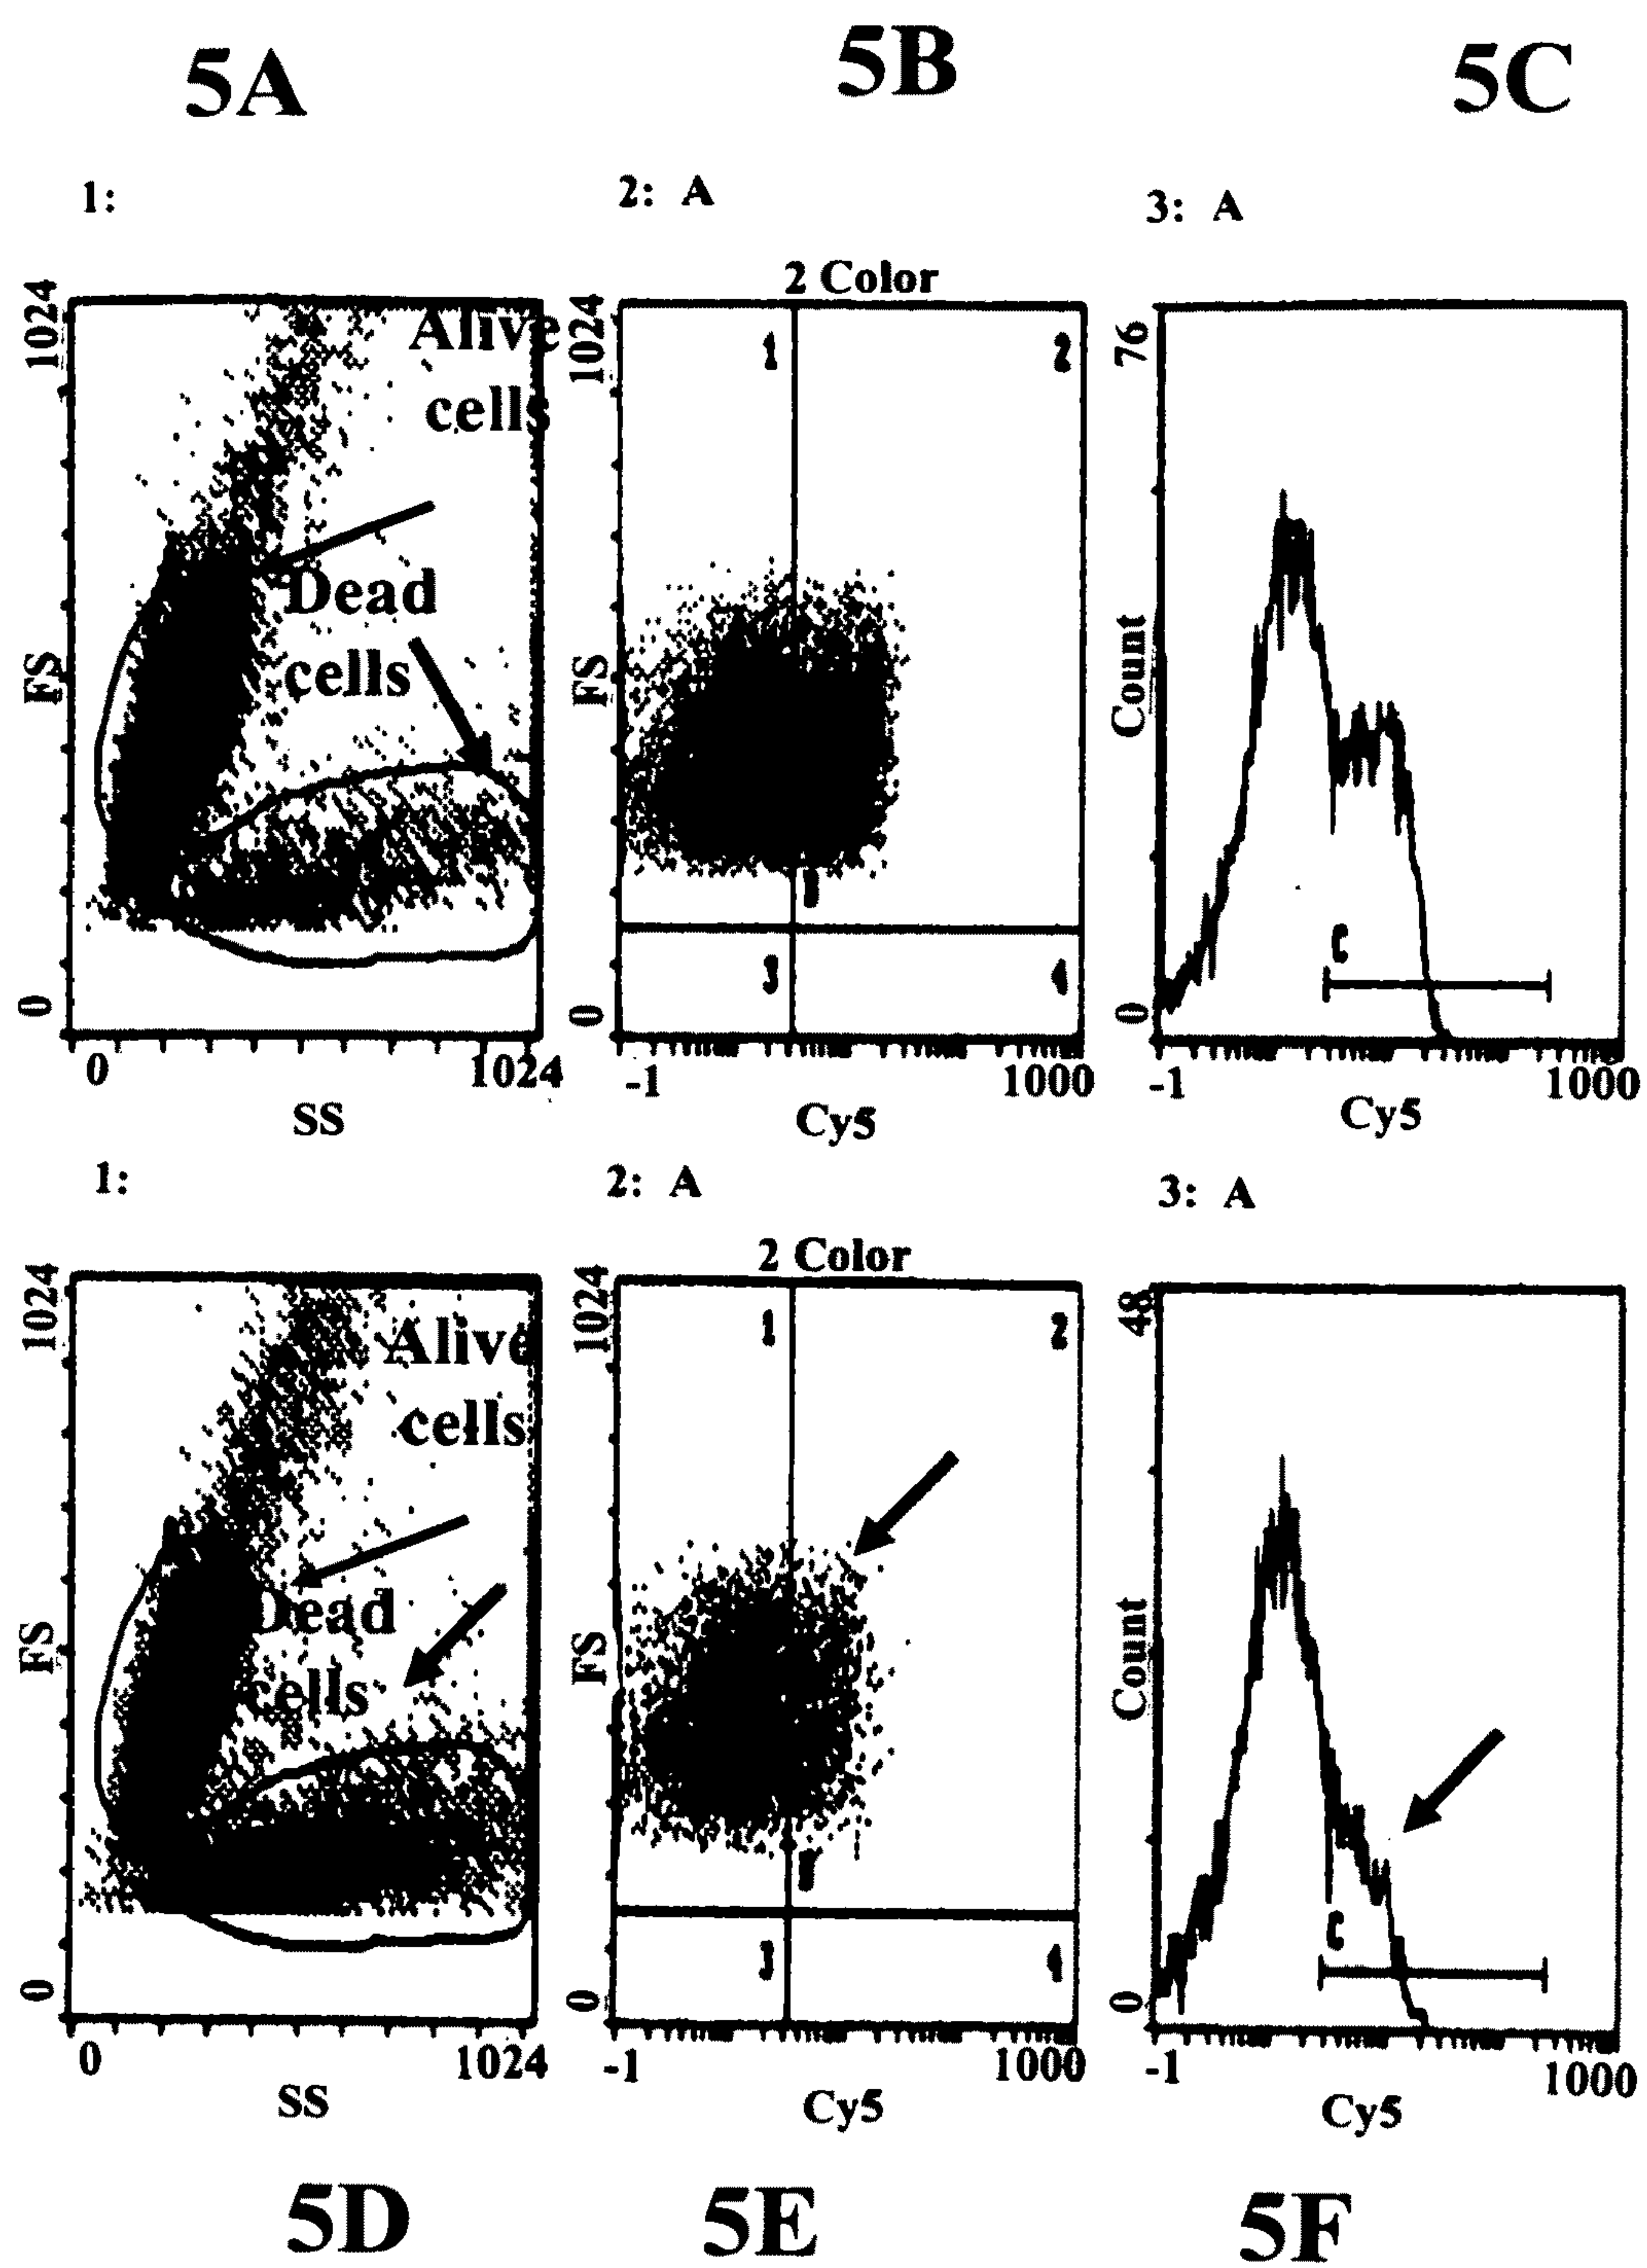 5A
5B
5C
1:
2: A
3: A
2 Color
1024
FS
0
Alive
cells
Dead
cells
0
1024
SS
1024
FS
0
1
2
3
4
-1
1000
Cy5
76
Count
0
C
-1
1000
Cy5
1:
2: A
3: A
2 Color
1024
FS
0
Alive
cells
Dead
cells
0
1024
SS
1024
FS
0
1
2
3
4
-1
1000
Cy5
48
Count
0
C
-1
1000
Cy5
5D
5E
5F